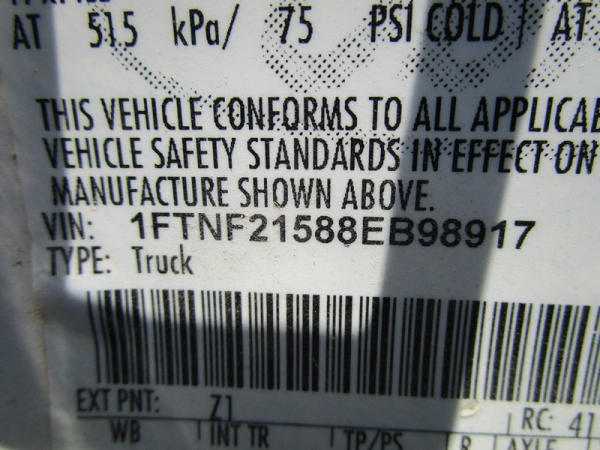 AT 515 kPa/ 75 PSI COLD AT
THIS VEHICLE CONFORMS TO ALL
VEHICLE SAFETY STANDARDS IN EFFECT ON
MANUFACTURE SHOWN ABOVE.
VIN: 1FTNF21588EB98917
TYPE: Truck
EXT PNT: Z1 RC: 41
WB INT TR TP/PS R AXLE